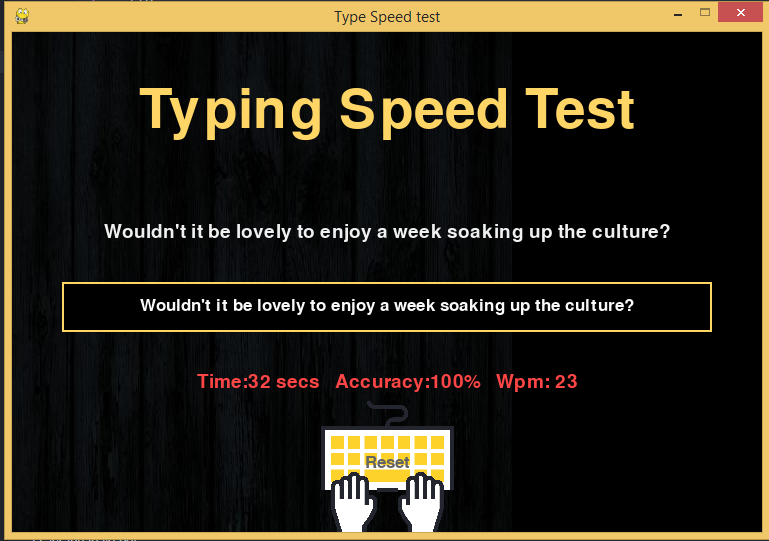 Type Speed test
Typing Speed Test
Wouldn't it be lovely to enjoy a week soaking up the culture?
Wouldn't it be lovely to enjoy a week soaking up the culture?
Time:32 secs Accuracy:100% Wpm: 23
Reset